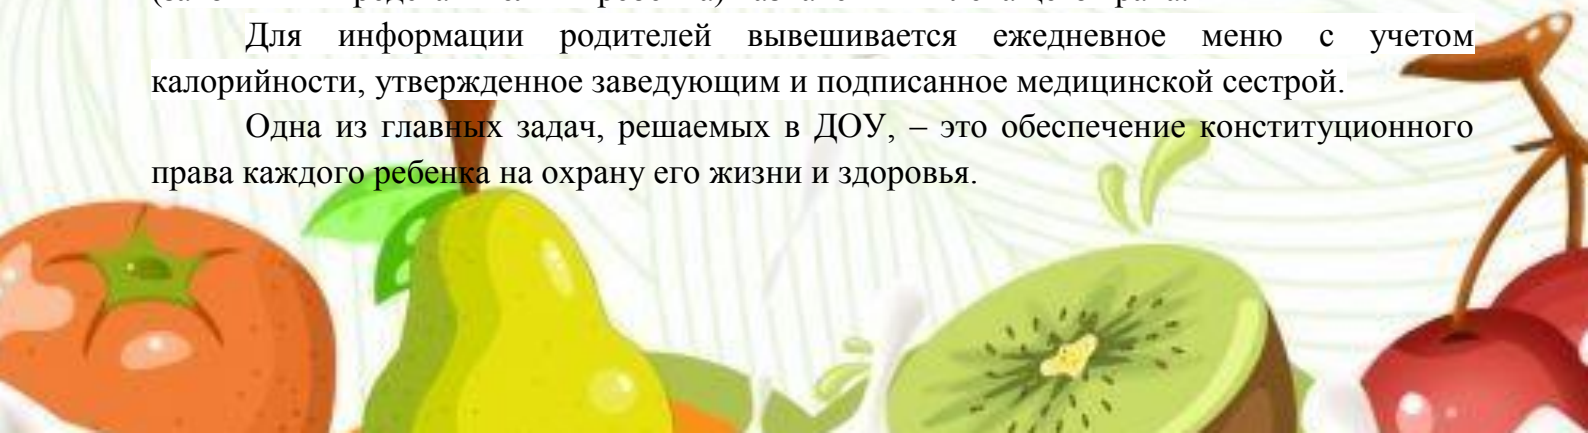 Для информации родителей вывешивается ежедневное меню с учетом
калорийности, утвержденное заведующим и подписанное медицинской сестрой.
Одна из главных задач, решаемых в ДОУ, – это обеспечение конституционного
права каждого ребенка на охрану его жизни и здоровья.